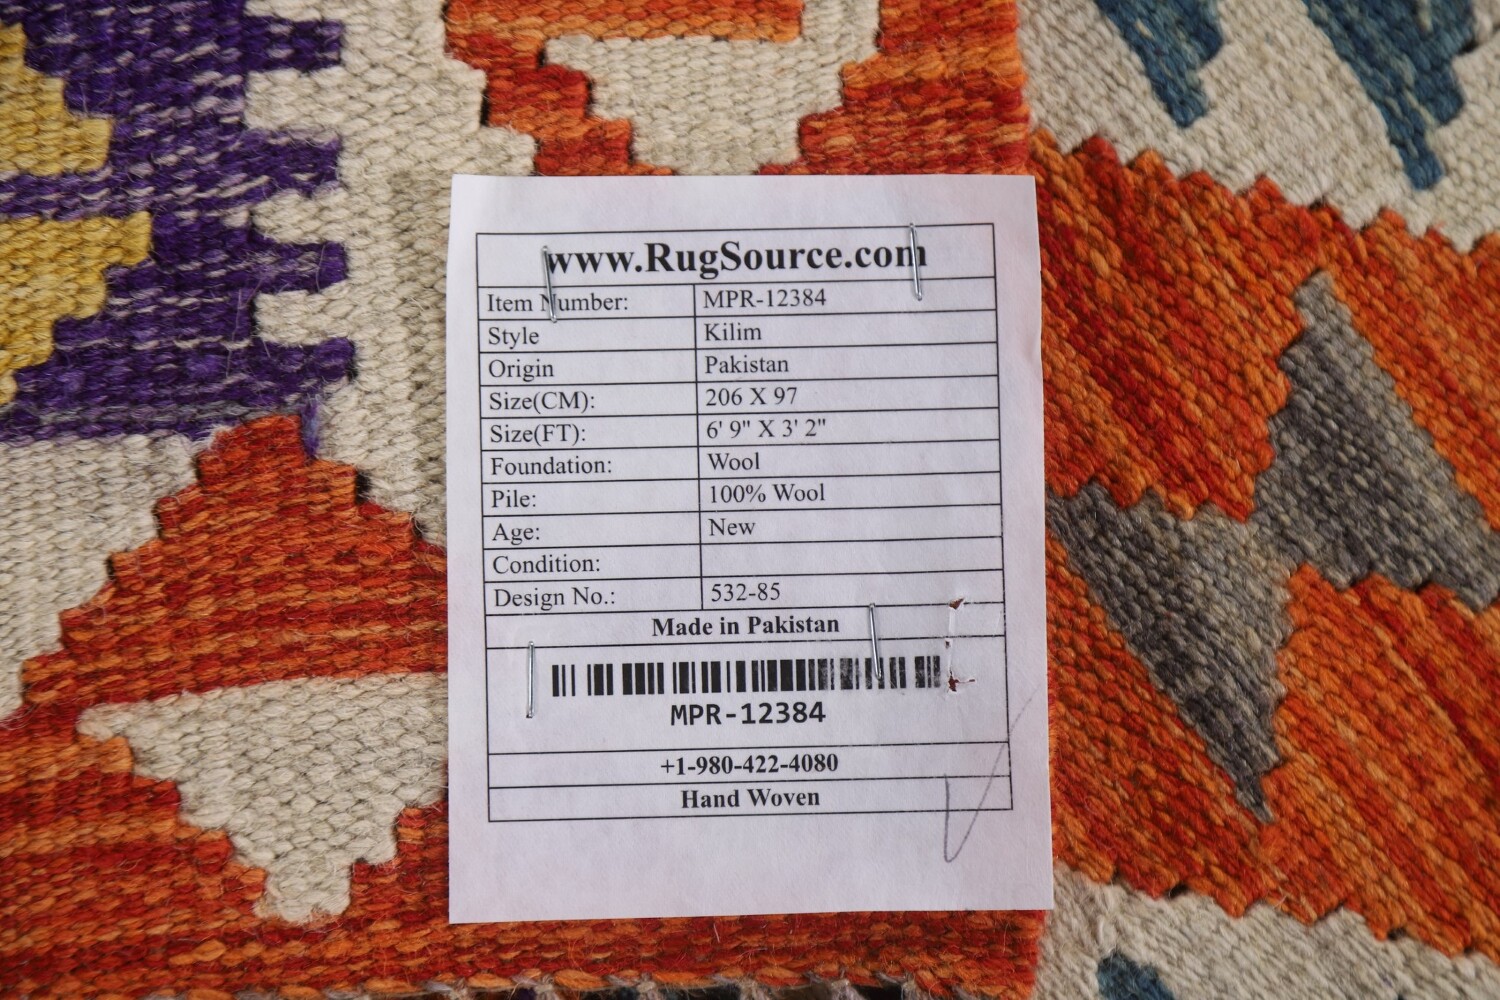 www.RugSource.com
Item Number: MPR-12384
Style Kilim
Origin Pakistan
Size(CM): 206 X 97
Size(FT): 6' 9" X 3' 2"
Foundation: Wool
Pile: 100% Wool
Age: New
Condition:
Design No.: 532-85
Made in Pakistan
MPR-12384
+1-980-422-4080
Hand Woven